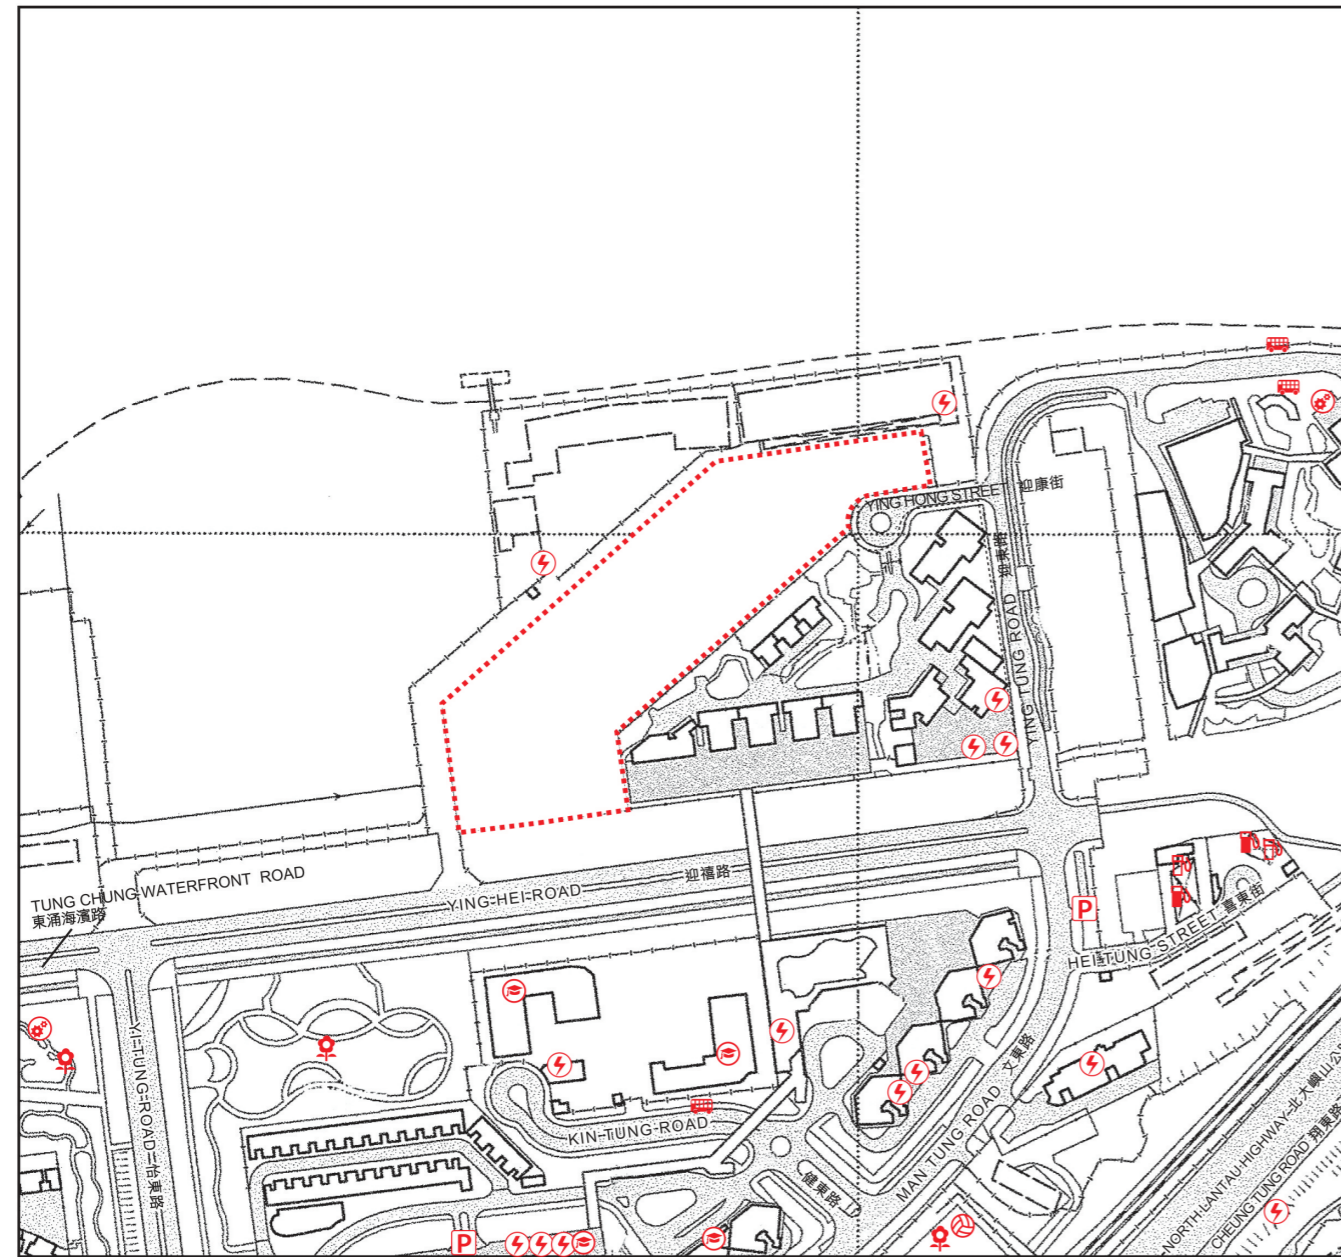 YING HONG STREET 迎康街
YING TUNG ROAD 迎東路
TUNG CHUNG WATERFRONT ROAD
東涌海濱路
YING HEI ROAD 迎禧路
P
HEI TUNG STREET 喜東街
YI TUNG ROAD 怡東路
KIN TUNG ROAD
健東路
MAN TUNG ROAD 文東路
NORTH LANTAU HIGHWAY 北大嶼山公
CHEUNG TUNG ROAD 翔東
P